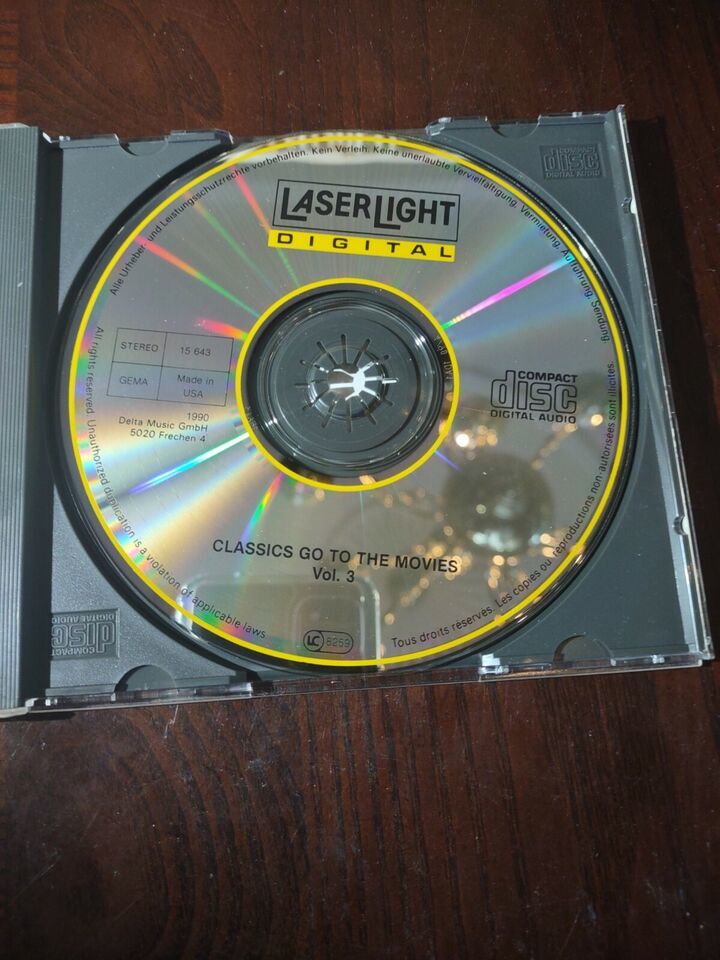 Alle Urheber- und Leistungsschutzrechte vorbehalten. Kein Verleih. Keine unerlaubte Vervielfältigung, Vermietung, Aufführung, Sendung
LASERLIGHT
DIGITAL
COMPACT
disc
DIGITAL AUDIO
STEREO 15 643
GEMA Made in
USA
1990
Delta Music GmbH
5020 Frechen 4
COMPACT
disc
DIGITAL AUDIO
CLASSICS GO TO THE MOVIES
Vol. 3
LC 8259
All rights reserved. Unauthorized duplication is a violation of applicable laws
Tous droits réservés. Les copies ou reproductions non-autorisées sont illicites.
COMPACT
disc
DIGITAL AUDIO